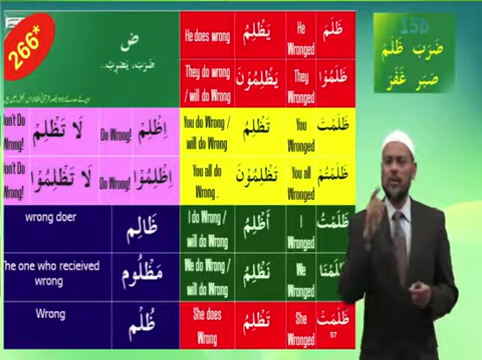 266*
ض
ضَرَبَ، يَضْرِبُ...
He does wrong يَظْلِمُ He Wronged ظَلَمَ
They do wrong / will do Wrong يَظْلِمُوْنَ They Wronged ظَلَمُوْا
Don't Do Wrong! لَا تَظْلِمْ Do Wrong! اِظْلِمْ You do Wrong / will do Wrong تَظْلِمُ You Wronged ظَلَمْتَ
Don't Do Wrong! لَا تَظْلِمُوْا Do Wrong! اِظْلِمُوْا You all do Wrong. تَظْلِمُوْنَ You all Wronged ظَلَمْتُمْ
wrong doer ظَالِم I do Wrong / will do Wrong أَظْلِمُ I Wronged ظَلَمْتُ
The one who recieived wrong مَظْلُوم We do Wrong / will do Wrong نَظْلِمُ We Wronged
Wrong ظُلْم She does Wrong تَظْلِمُ She Wronged ظَلَمَتْ
57
15b
ضَرَبَ ظَلَمَ
صَبَرَ غَفَرَ